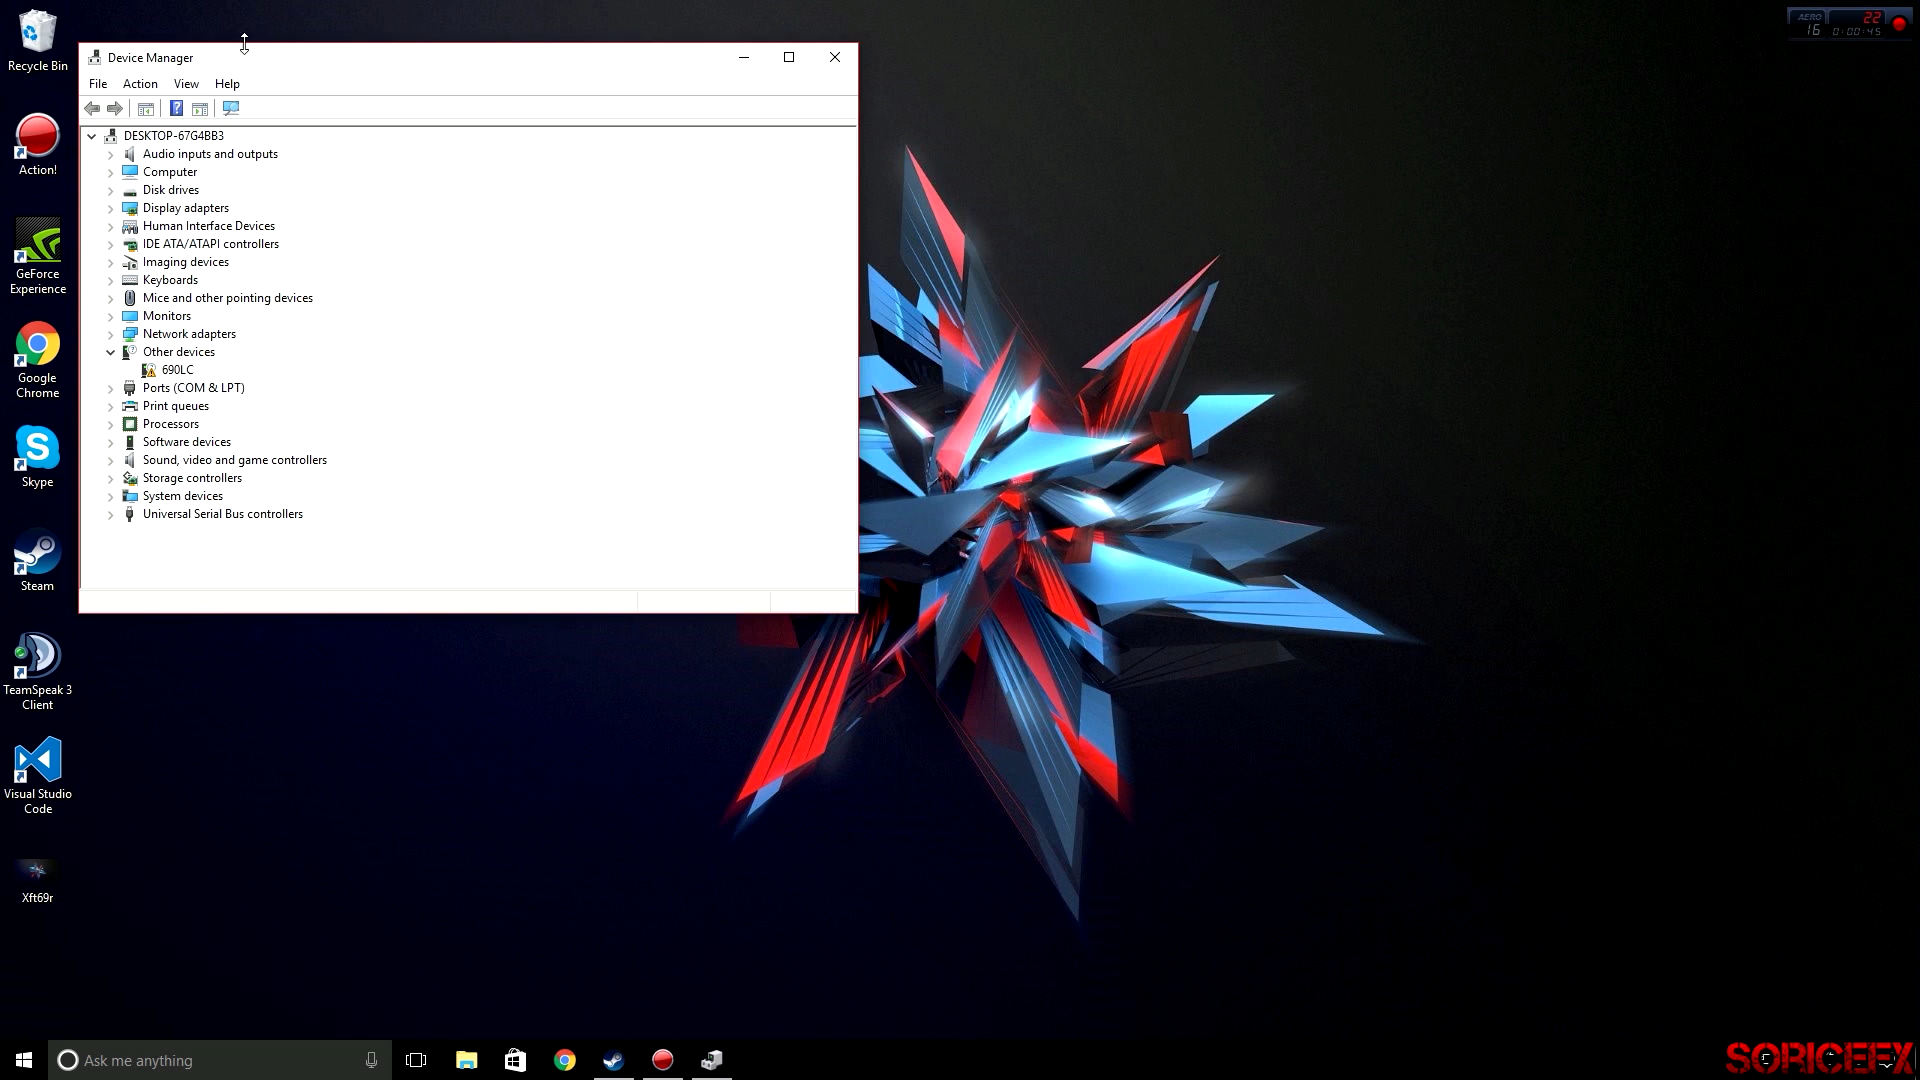 Recycle Bin
Action!
GeForce
Experience
Google
Chrome
Skype
Steam
TeamSpeak 3
Client
Visual Studio
Code
Xft69r
Device Manager
File Action View Help
DESKTOP-67G4BB3
Audio inputs and outputs
Computer
Disk drives
Display adapters
Human Interface Devices
IDE ATA/ATAPI controllers
Imaging devices
Keyboards
Mice and other pointing devices
Monitors
Network adapters
Other devices
690LC
Ports (COM & LPT)
Print queues
Processors
Software devices
Sound, video and game controllers
Storage controllers
System devices
Universal Serial Bus controllers
AERO 22
16 0:00:45
Ask me anything
SORICEFX